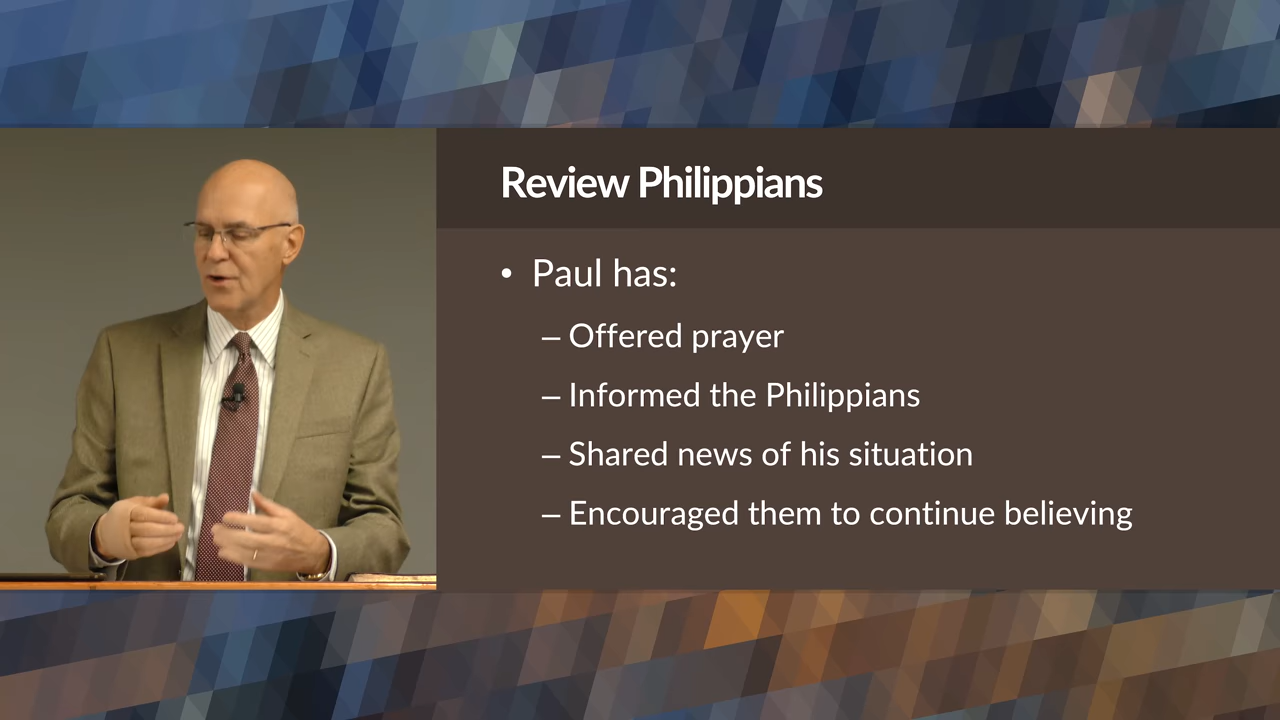 Review Philippians
• Paul has:
– Offered prayer
– Informed the Philippians
– Shared news of his situation
– Encouraged them to continue believing